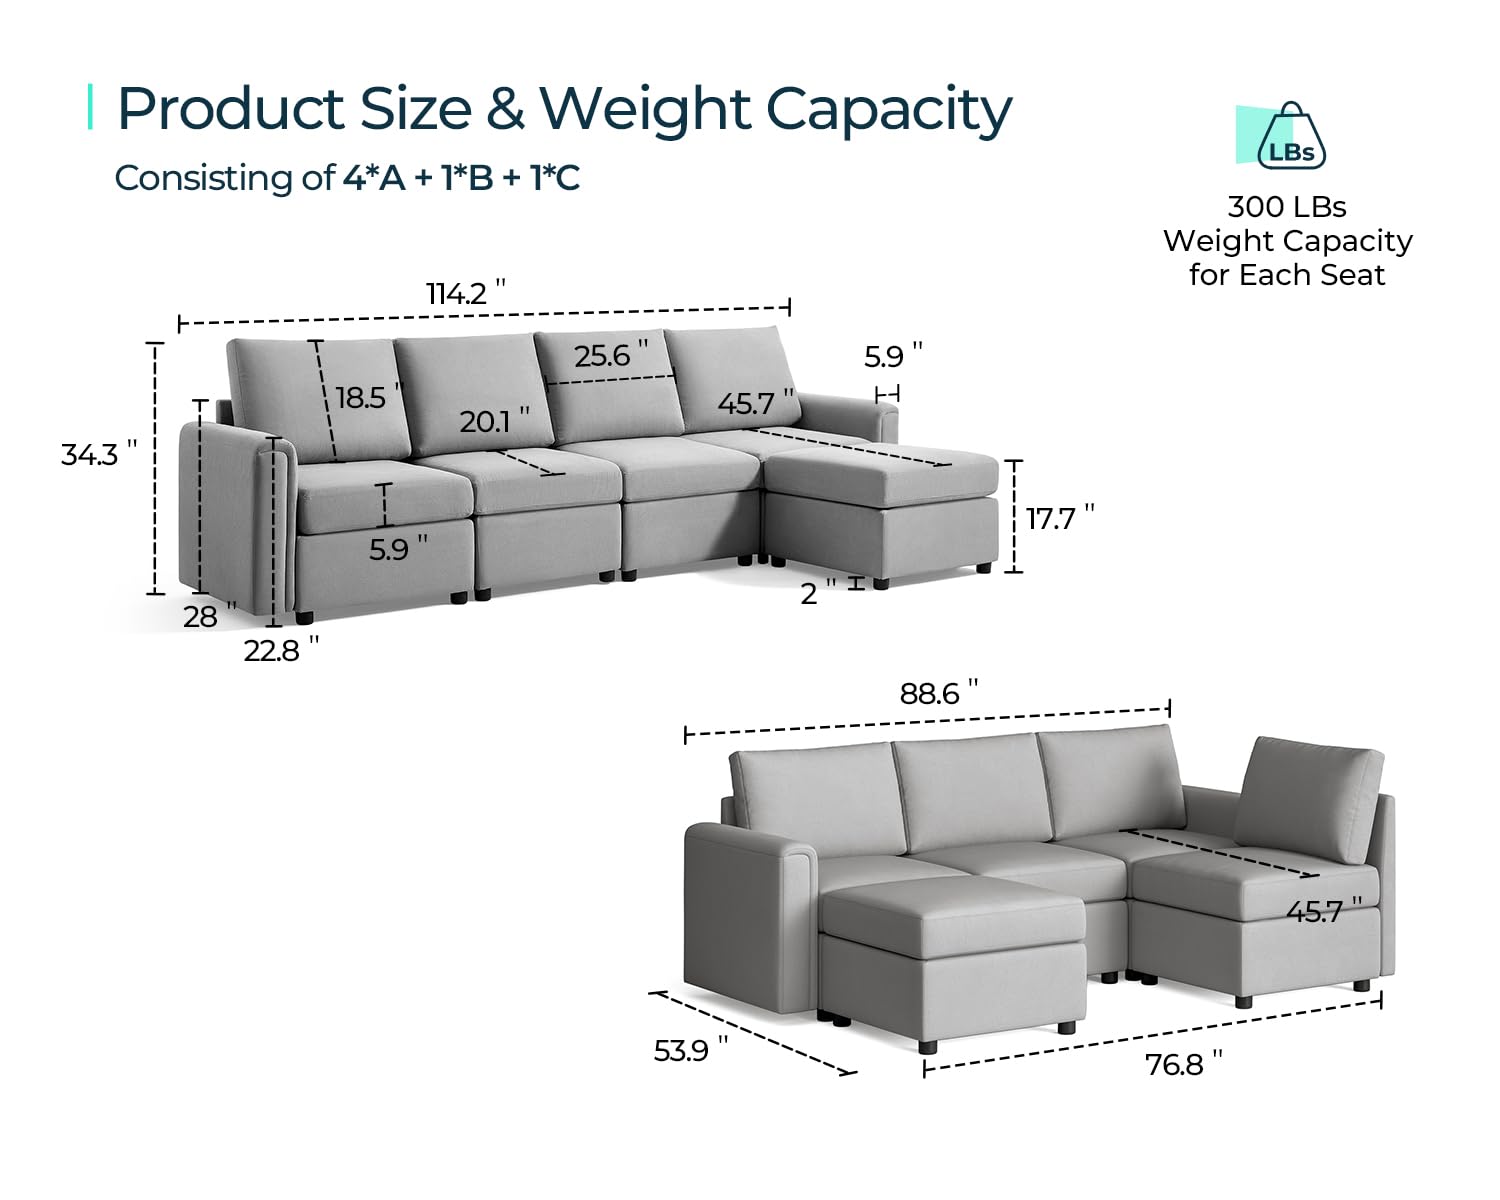 Product Size & Weight Capacity
Consisting of 4*A + 1*B + 1*C
LBs
300 LBs
Weight Capacity
for Each Seat
114.2 "
34.3 "
18.5 "
20.1 "
25.6 "
45.7 "
5.9 "
5.9 "
17.7 "
2 "
28 "
22.8 "
88.6 "
45.7 "
53.9 "
76.8 "